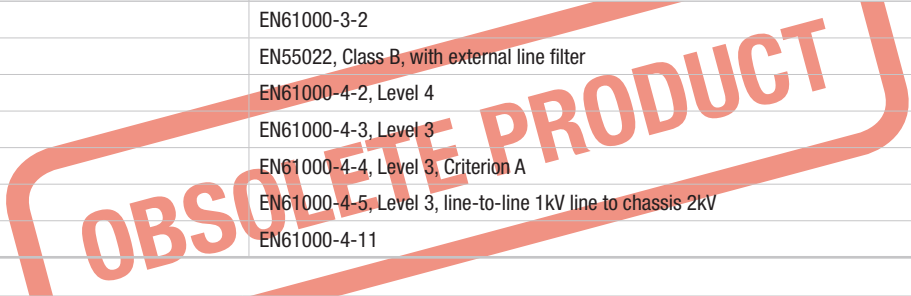 EN61000-3-2
EN55022, Class B, with external line filter
EN61000-4-2, Level 4
EN61000-4-3, Level 3
EN61000-4-4, Level 3, Criterion A
EN61000-4-5, Level 3, line-to-line 1kV line to chassis 2kV
EN61000-4-11
OBSOLETE PRODUCT